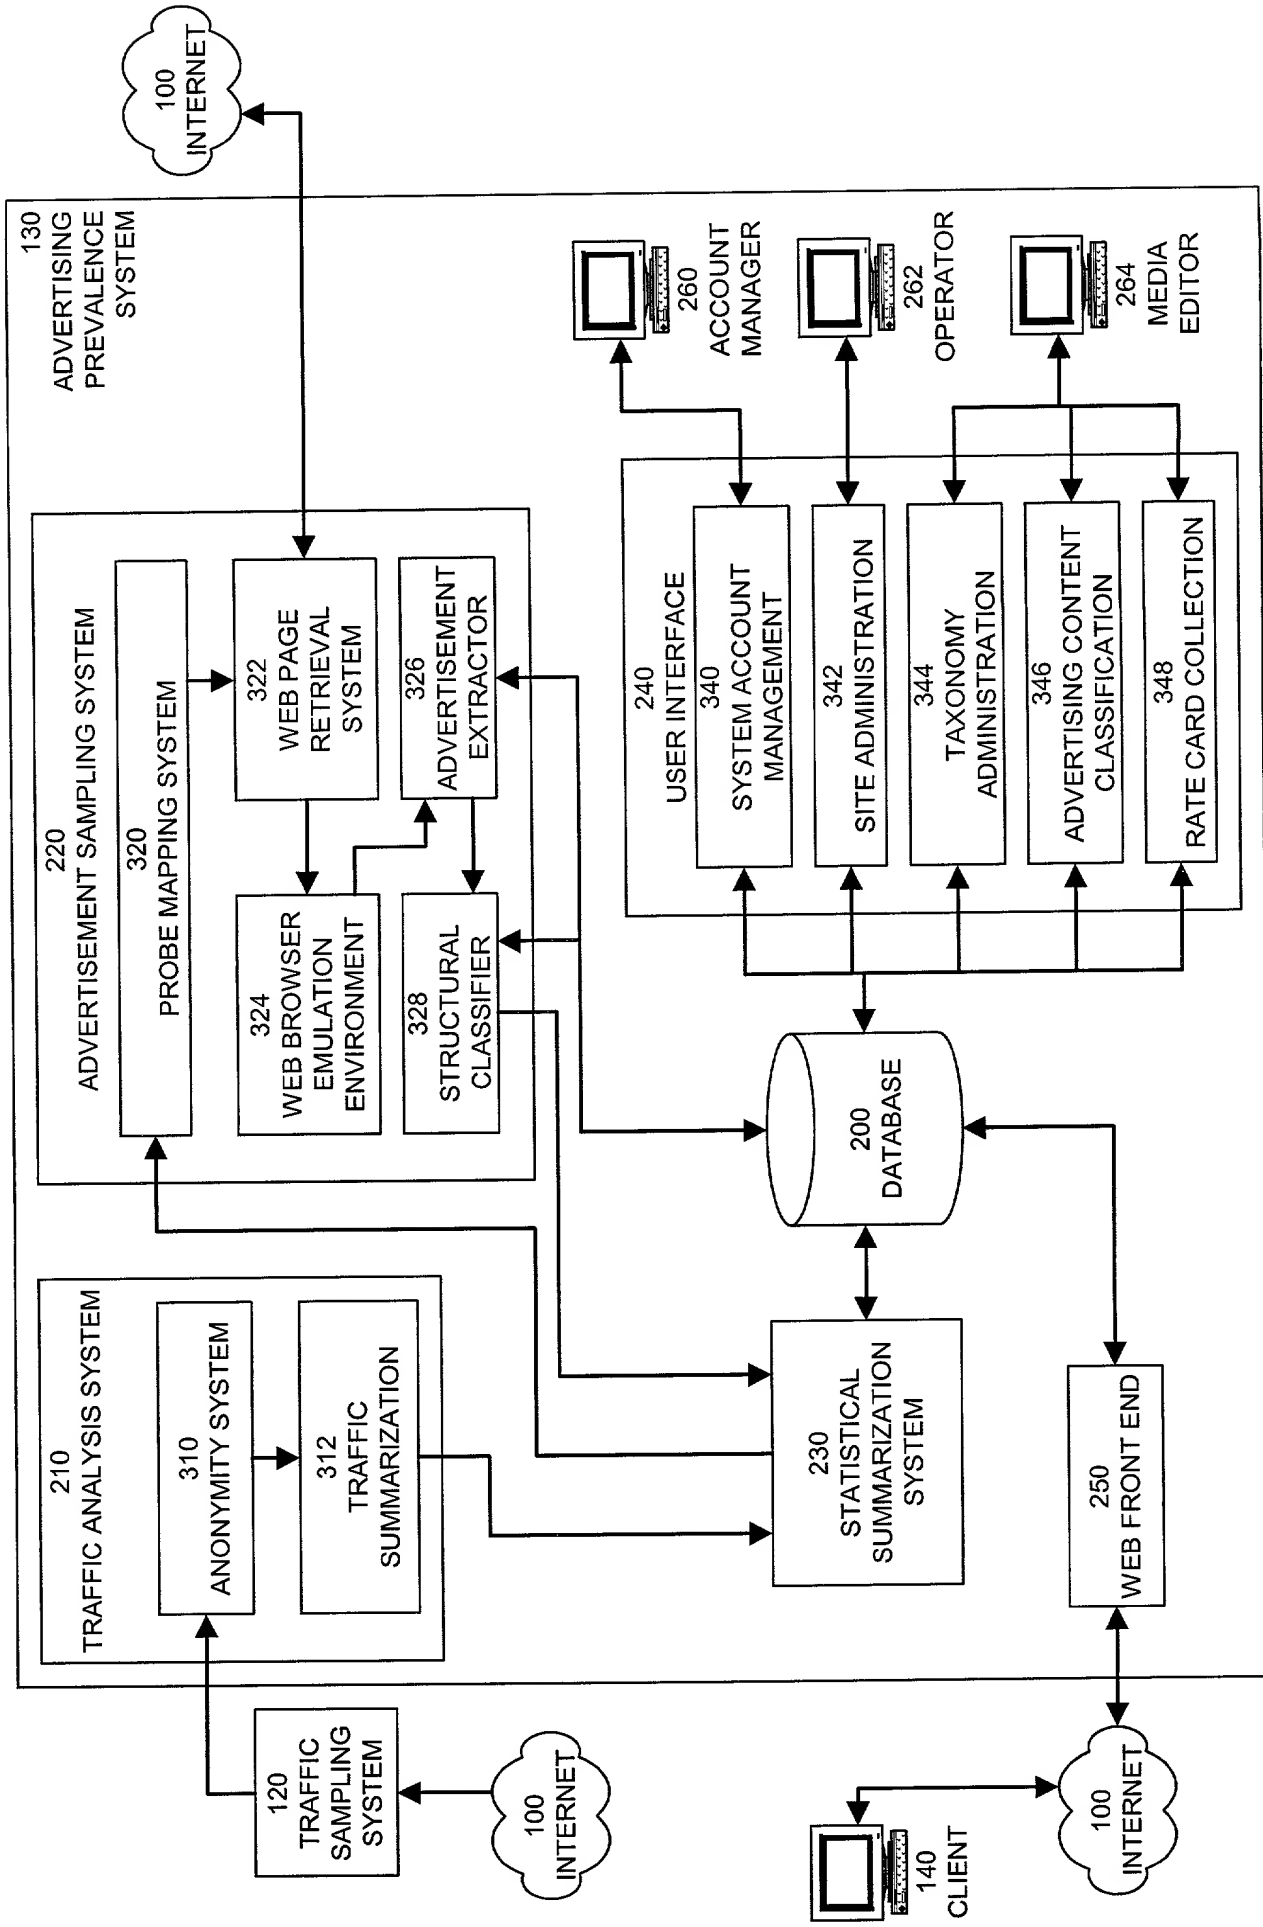 130
ADVERTISING
PREVALENCE
SYSTEM
100
INTERNET
220
ADVERTISEMENT SAMPLING SYSTEM
320
PROBE MAPPING SYSTEM
322
WEB PAGE
RETRIEVAL
SYSTEM
324
WEB BROWSER
EMULATION
ENVIRONMENT
326
ADVERTISEMENT
EXTRACTOR
328
STRUCTURAL
CLASSIFIER
210
TRAFFIC ANALYSIS SYSTEM
310
ANONYMITY SYSTEM
312
TRAFFIC
SUMMARIZATION
120
TRAFFIC
SAMPLING
SYSTEM
100
INTERNET
230
STATISTICAL
SUMMARIZATION
SYSTEM
200
DATABASE
240
USER INTERFACE
340
SYSTEM ACCOUNT
MANAGEMENT
342
SITE ADMINISTRATION
344
TAXONOMY
ADMINISTRATION
346
ADVERTISING CONTENT
CLASSIFICATION
348
RATE CARD COLLECTION
260
ACCOUNT
MANAGER
262
OPERATOR
264
MEDIA
EDITOR
250
WEB FRONT END
100
INTERNET
140
CLIENT